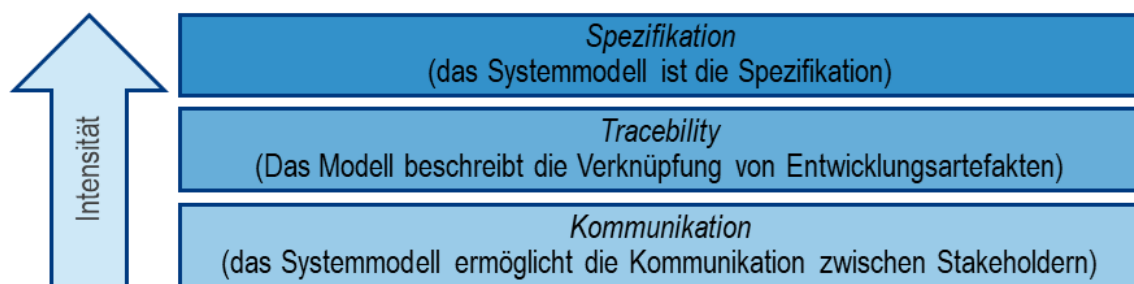 Intensität
Spezifikation
(das Systemmodell ist die Spezifikation)
Tracebility
(Das Modell beschreibt die Verknüpfung von Entwicklungsartefakten)
Kommunikation
(das Systemmodell ermöglicht die Kommunikation zwischen Stakeholdern)